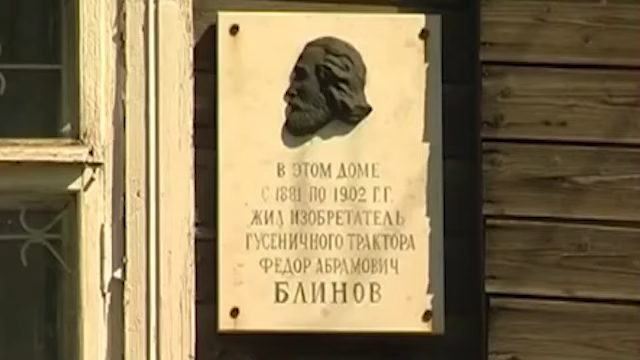 В ЭТОМ ДОМЕ
С 1881 ПО 1902 Г.Г.
ЖИЛ ИЗОБРЕТАТЕЛЬ
ГУСЕНИЧНОГО ТРАКТОРА
ФЕДОР АБРАМОВИЧ
БЛИНОВ